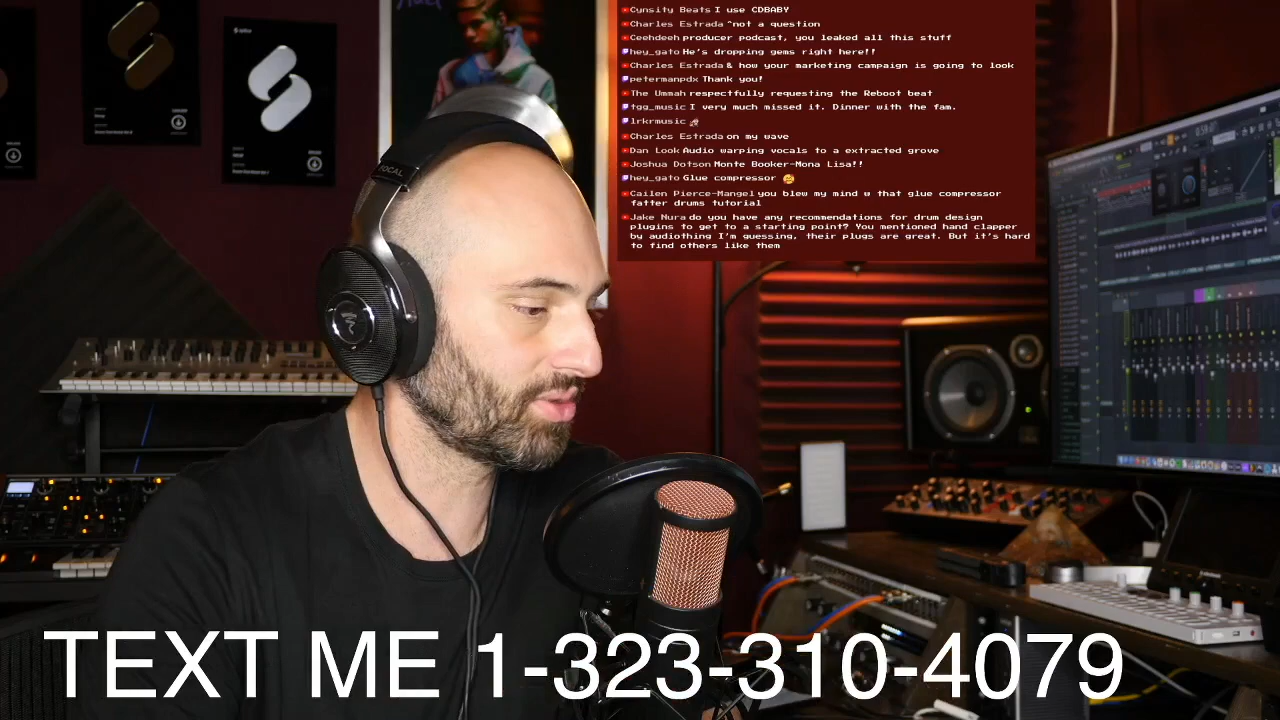 Cynsity Beats I use CDBABY
Charles Estrada ^not a question
Ceehdeeh producer podcast, you leaked all this stuff
hey_gato He's dropping gems right here!!
Charles Estrada & how your marketing campaign is going to look
petermanpdx Thank you!
The Ummah respectfully requesting the Reboot beat
tgg_music I very much missed it. Dinner with the fam.
lrkrmusic
Charles Estrada on my wave
Dan Look Audio warping vocals to a extracted grove
Joshua Dotson Monte Booker-Mona Lisa!!
hey_gato Glue compressor
Cailen Pierce-Mangel you blew my mind w that glue compressor
fatter drums tutorial
Jake Nura do you have any recommendations for drum design
plugins to get to a starting point? You mentioned hand clapper
by audiothing I'm guessing, their plugs are great. But it's hard
to find others like them
FOCAL
TEXT ME 1-323-310-4079